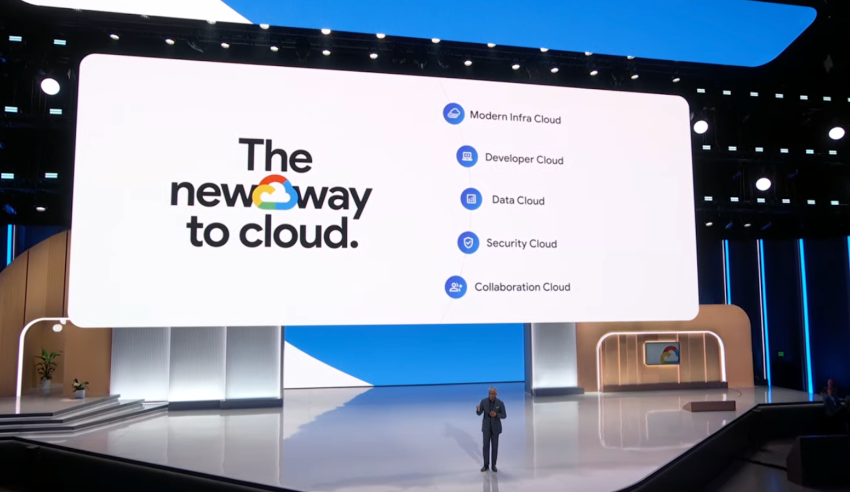 The
new way
to cloud.
Modern Infra Cloud
Developer Cloud
Data Cloud
Security Cloud
Collaboration Cloud